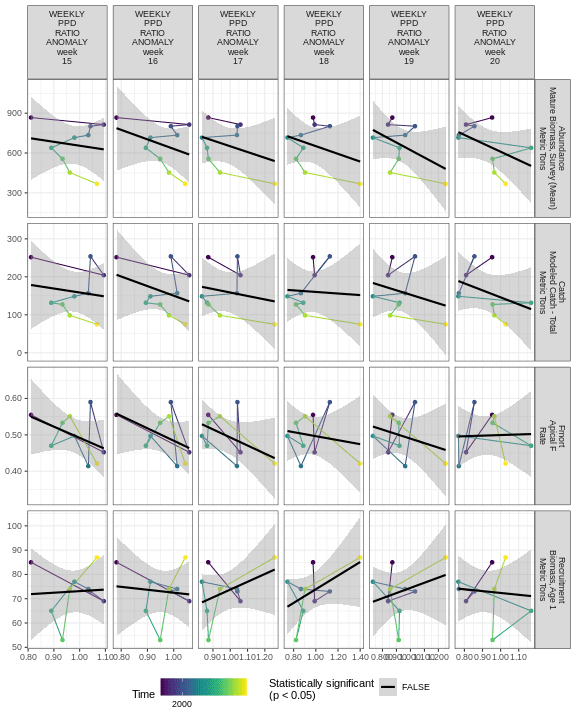 WEEKLY
PPD
RATIO
ANOMALY
week
15
WEEKLY
PPD
RATIO
ANOMALY
week
16
WEEKLY
PPD
RATIO
ANOMALY
week
17
WEEKLY
PPD
RATIO
ANOMALY
week
18
WEEKLY
PPD
RATIO
ANOMALY
week
19
WEEKLY
PPD
RATIO
ANOMALY
week
20
900
600
300
Abundance
Mature Biomass, Survey (Mean)
Metric Tons
300
200
100
0
Catch
Modeled Catch - Total
Metric Tons
0.60
0.50
0.40
Fmort
Apical F
Rate
100
90
80
70
60
50
Recruitment
Biomass, Age 1
Metric Tons
0.80 0.90 1.00 1.10
0.80 0.90 1.00
0.90 1.00 1.10 1.20
0.80 1.00 1.20 1.40
0.80 0.90 1.00 1.10 1.20
0.80 0.90 1.00 1.10
Time
2000
Statistically significant
(p < 0.05)
FALSE